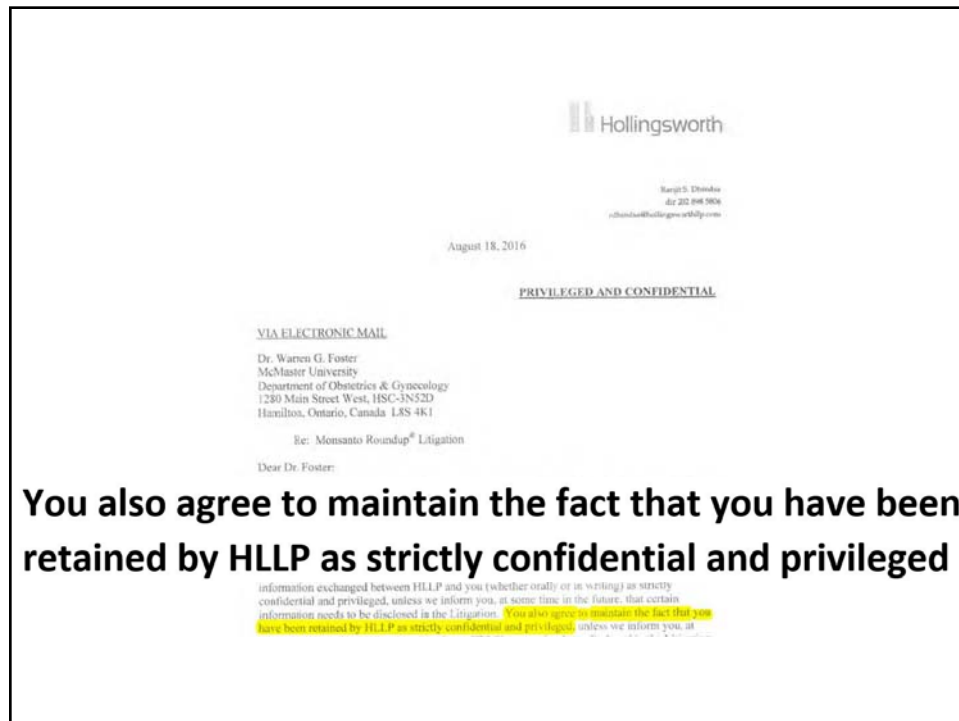 Hollingsworth
dir 202 898 5806
August 18, 2016
PRIVILEGED AND CONFIDENTIAL
VIA ELECTRONIC MAIL
Dr. Warren G. Foster
McMaster University
Department of Obstetrics & Gynecology
1280 Main Street West, HSC-3N52D
Hamilton, Ontario, Canada L8S 4K1
Re: Monsanto Roundup® Litigation
Dear Dr. Foster:
You also agree to maintain the fact that you have been
retained by HLLP as strictly confidential and privileged
information exchanged between HLLP and you (whether orally or in writing) as strictly
confidential and privileged, unless we inform you, at some time in the future, that certain
information needs to be disclosed in the Litigation. You also agree to maintain the fact that you
have been retained by HLLP as strictly confidential and privileged, unless we inform you, at